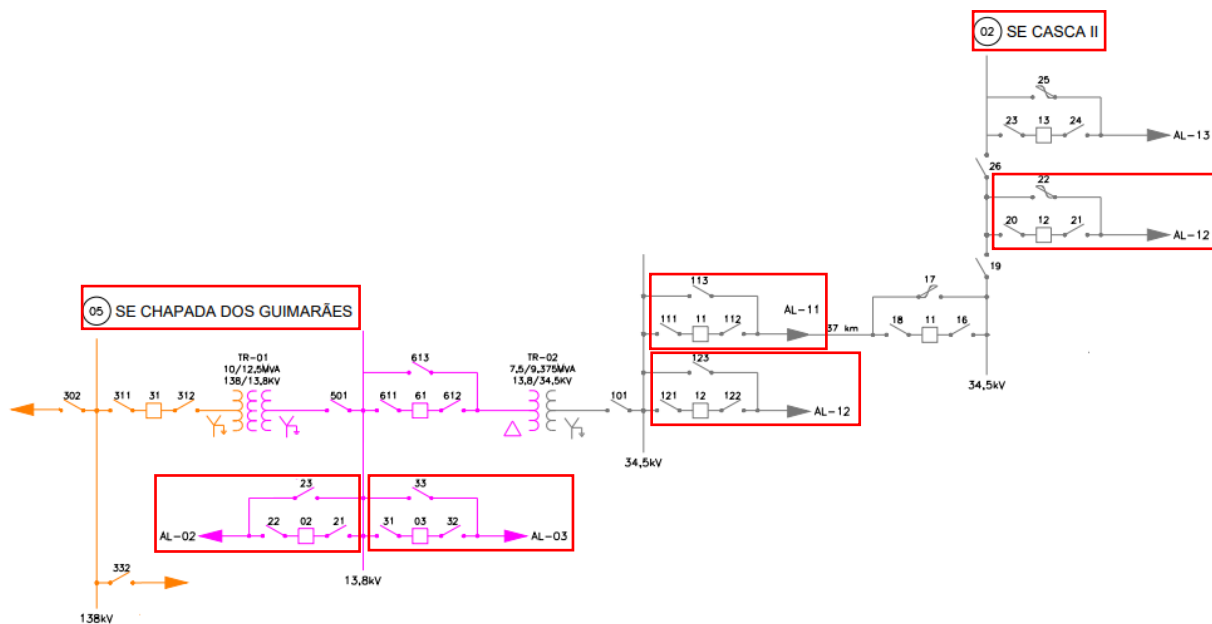 02 SE CASCA II
25
23 13 24 AL-13
26
22
20 12 21 AL-12
19
17
18 11 16
34,5kV
113
111 11 112 AL-11 37 km
123
121 12 122 AL-12
101
34,5kV
05 SE CHAPADA DOS GUIMARÃES
TR-01
10/12,5MVA
138/13,8KV
302 311 31 312
501
613
611 61 612
TR-02
7,5/9,375MVA
13,8/34,5KV
23
AL-02 22 02 21
33
31 03 32 AL-03
13,8kV
332
138kV